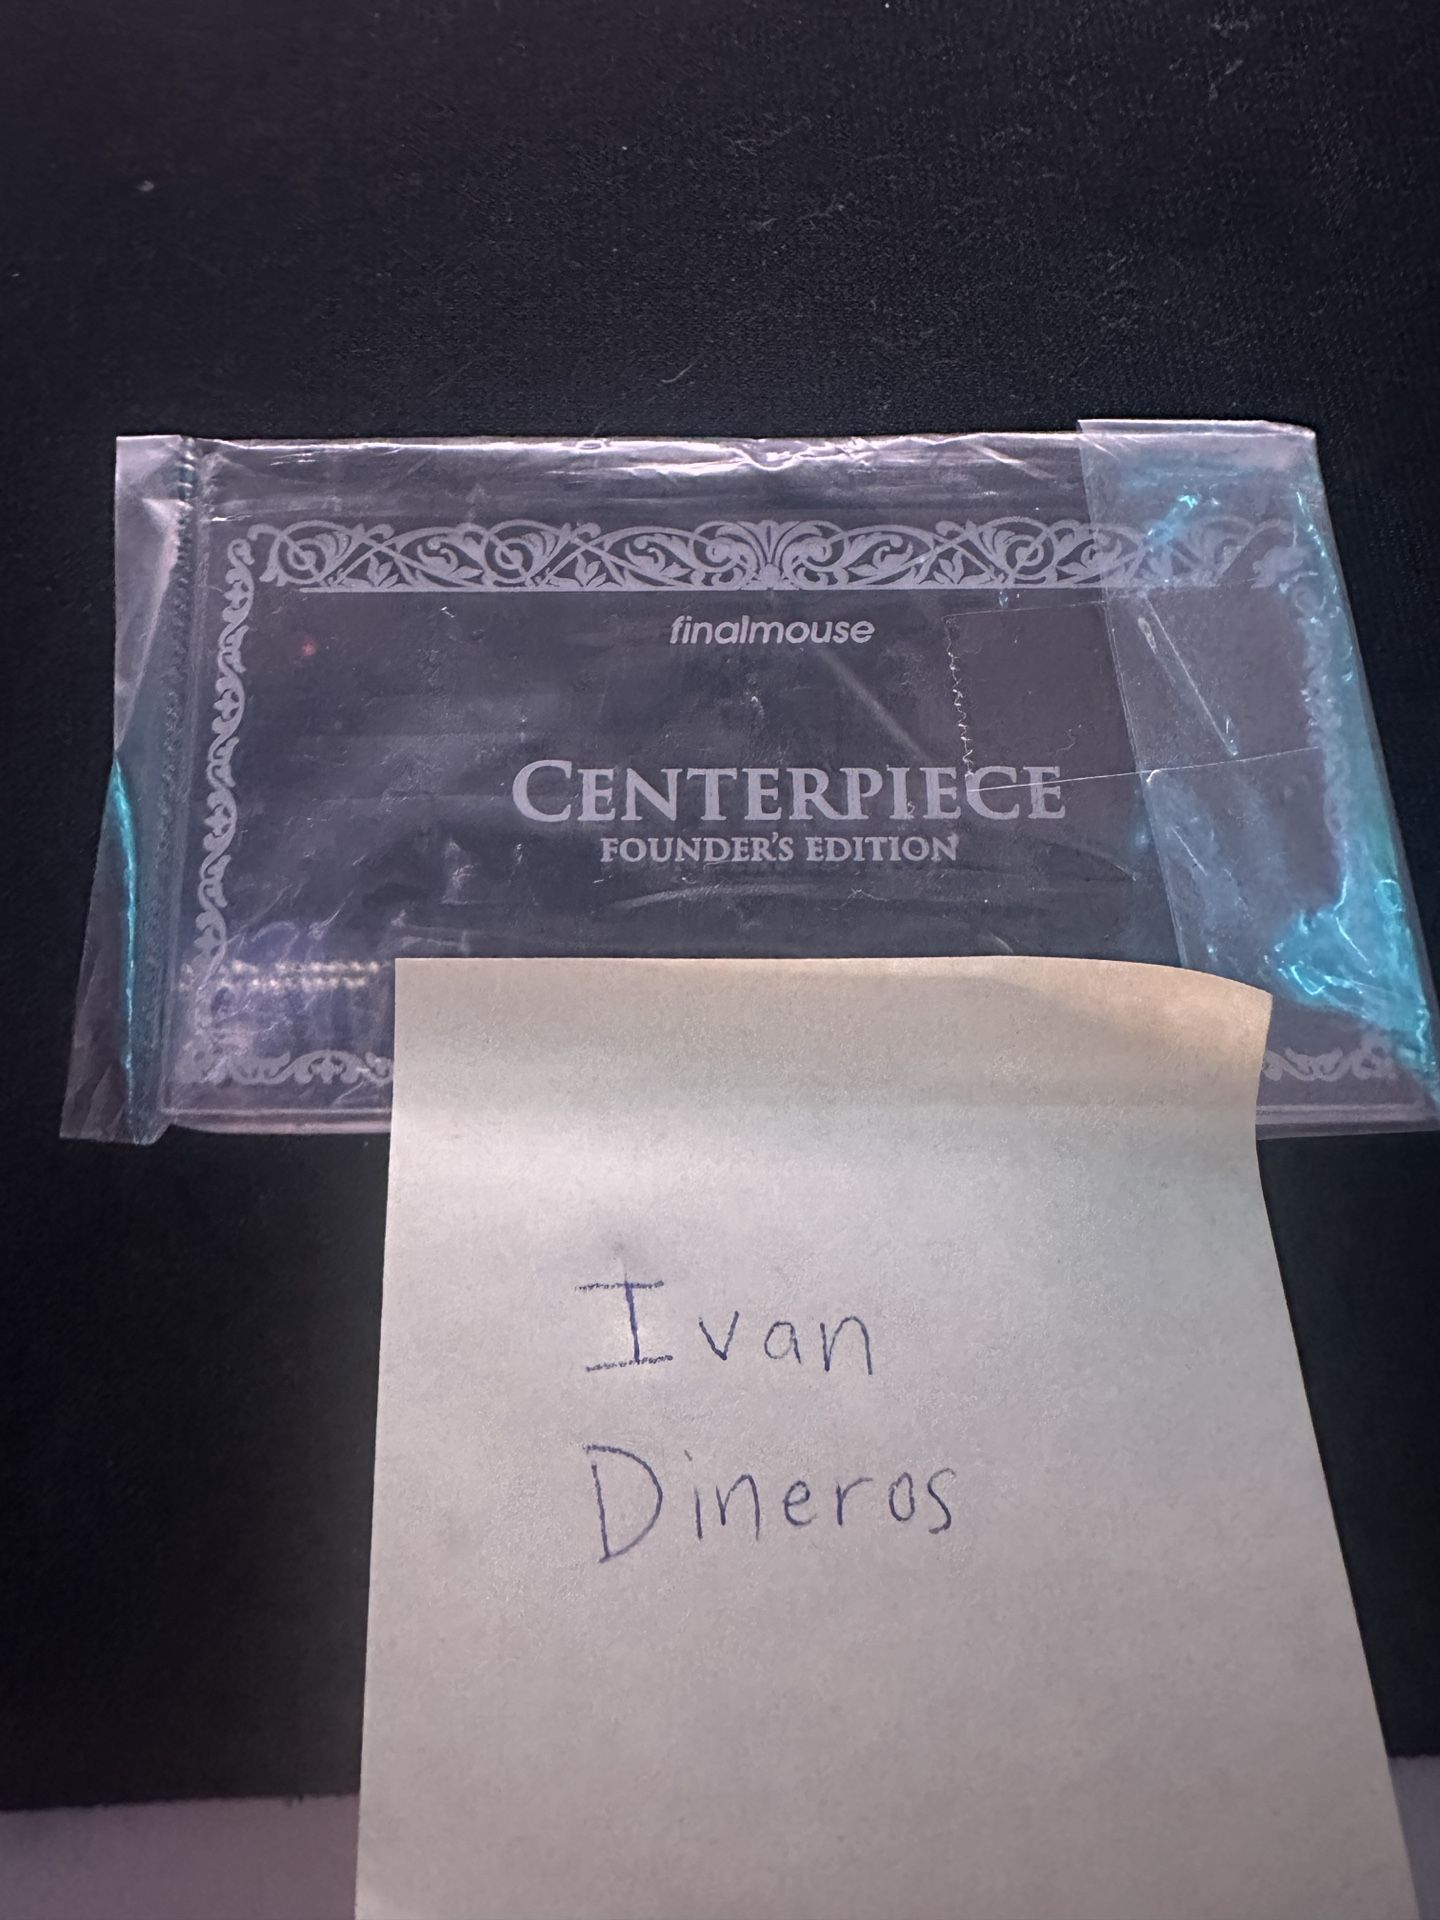 finalmouse
CENTERPIECE
FOUNDER'S EDITION
Ivan
Dineros